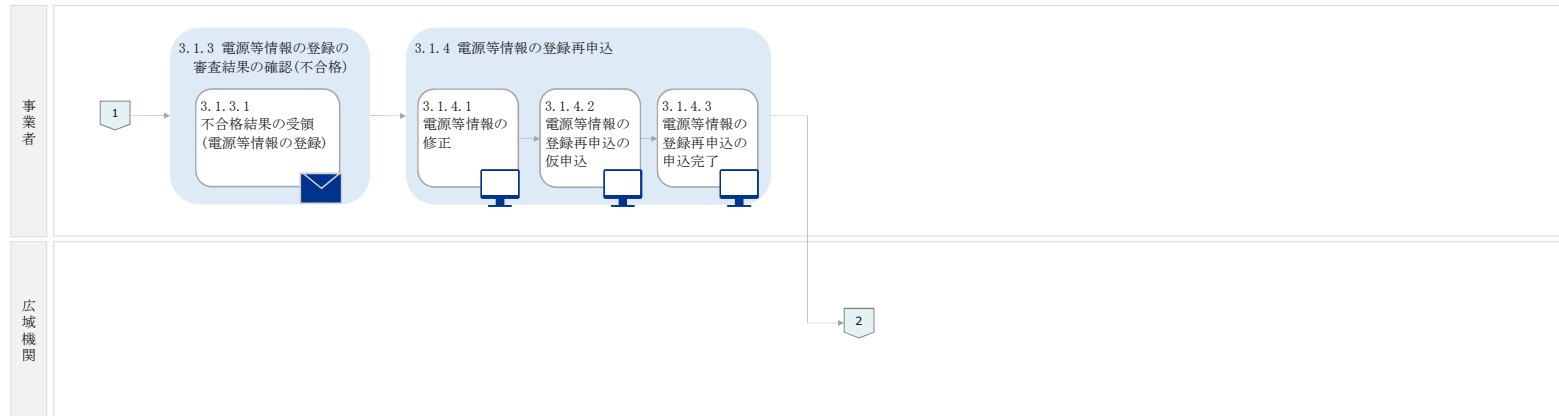 事業者
1
3.1.3 電源等情報の登録の
審査結果の確認(不合格)
3.1.3.1
不合格結果の受領
(電源等情報の登録)
3.1.4 電源等情報の登録再申込
3.1.4.1
電源等情報の
修正
3.1.4.2
電源等情報の
登録再申込の
仮申込
3.1.4.3
電源等情報の
登録再申込の
申込完了
広域機関
2